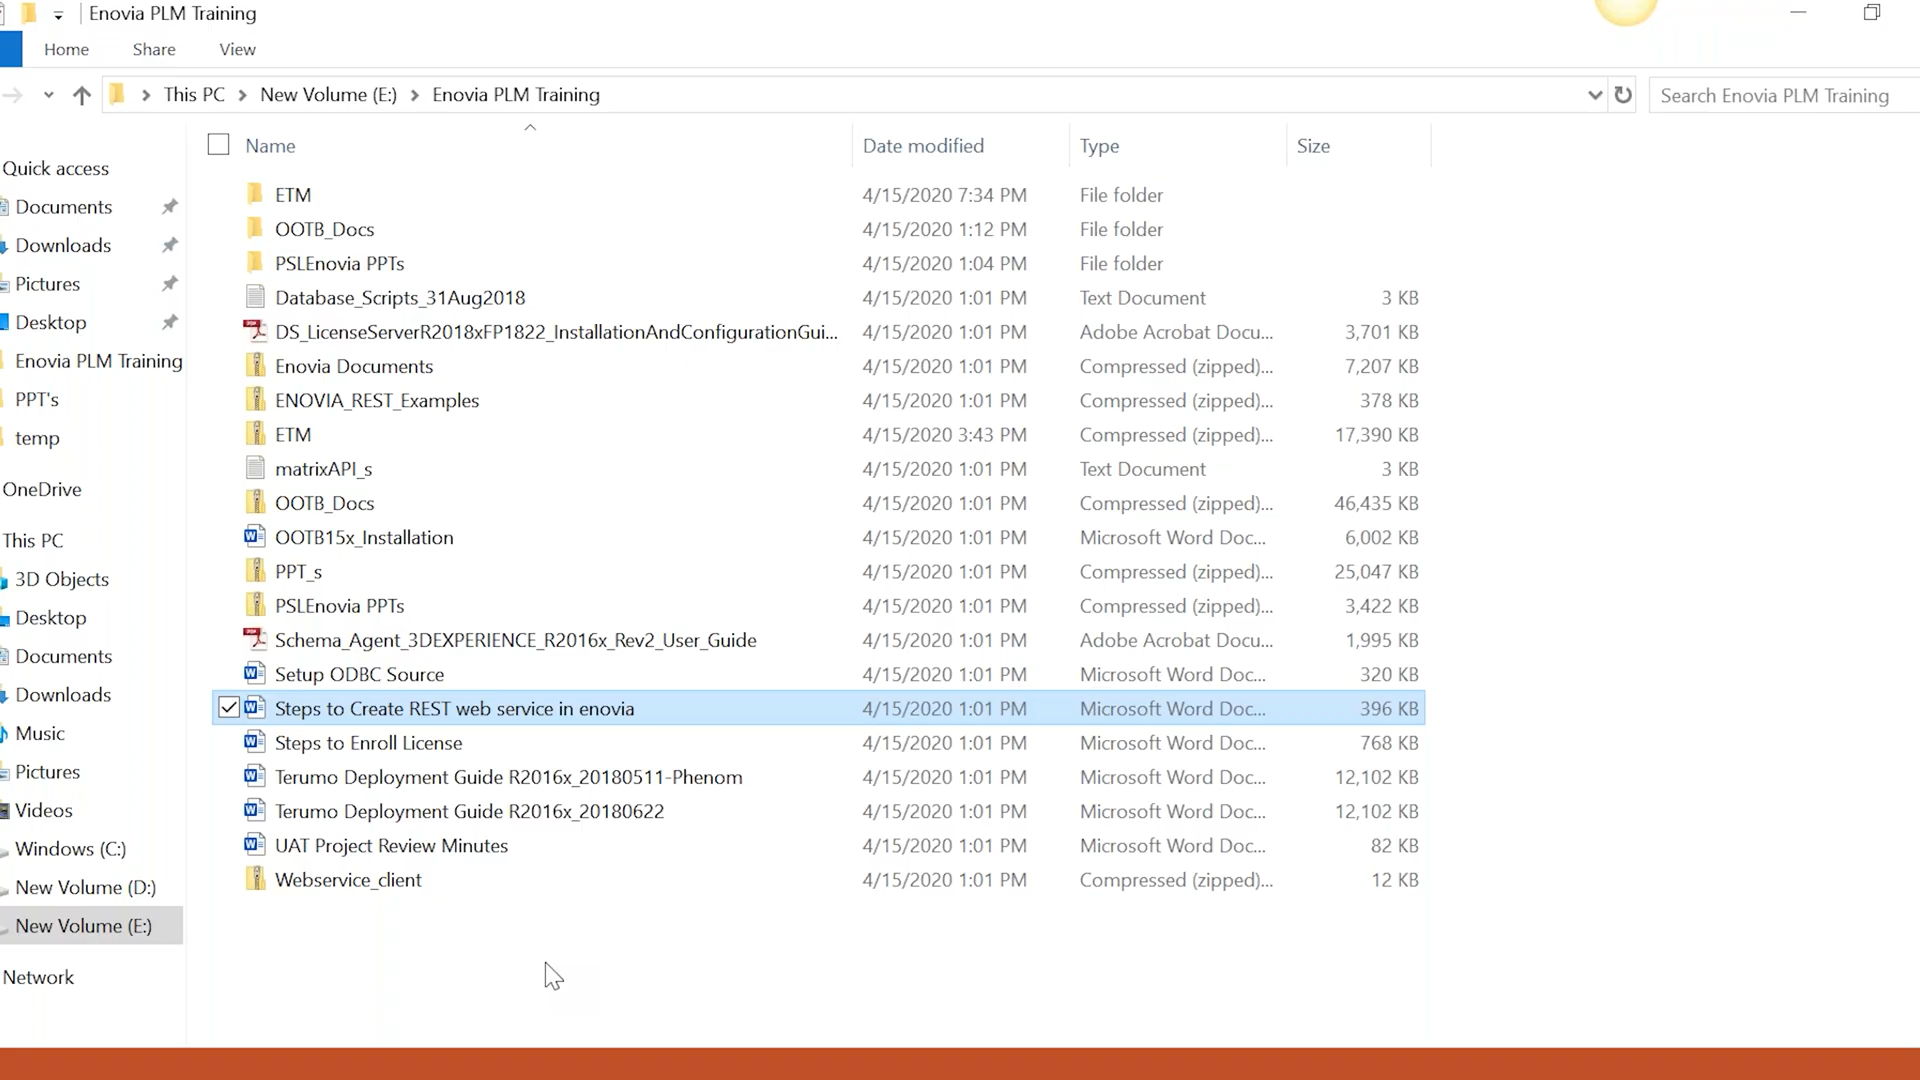 Enovia PLM Training
Home Share View
This PC New Volume (E:) Enovia PLM Training Search Enovia PLM Training
Name Date modified Type Size
Quick access
Documents
Downloads
Pictures
Desktop
Enovia PLM Training
PPT's
temp
OneDrive
This PC
3D Objects
Desktop
Documents
Downloads
Music
Pictures
Videos
Windows (C:)
New Volume (D:)
New Volume (E:)
Network
ETM 4/15/2020 7:34 PM File folder
OOTB_Docs 4/15/2020 1:12 PM File folder
PSLEnovia PPTs 4/15/2020 1:04 PM File folder
Database_Scripts_31Aug2018 4/15/2020 1:01 PM Text Document 3 KB
DS_LicenseServerR2018xFP1822_InstallationAndConfigurationGui... 4/15/2020 1:01 PM Adobe Acrobat Docu... 3,701 KB
Enovia Documents 4/15/2020 1:01 PM Compressed (zipped)... 7,207 KB
ENOVIA_REST_Examples 4/15/2020 1:01 PM Compressed (zipped)... 378 KB
ETM 4/15/2020 3:43 PM Compressed (zipped)... 17,390 KB
matrixAPI_s 4/15/2020 1:01 PM Text Document 3 KB
OOTB_Docs 4/15/2020 1:01 PM Compressed (zipped)... 46,435 KB
OOTB15x_Installation 4/15/2020 1:01 PM Microsoft Word Doc... 6,002 KB
PPT_s 4/15/2020 1:01 PM Compressed (zipped)... 25,047 KB
PSLEnovia PPTs 4/15/2020 1:01 PM Compressed (zipped)... 3,422 KB
Schema_Agent_3DEXPERIENCE_R2016x_Rev2_User_Guide 4/15/2020 1:01 PM Adobe Acrobat Docu... 1,995 KB
Setup ODBC Source 4/15/2020 1:01 PM Microsoft Word Doc... 320 KB
Steps to Create REST web service in enovia 4/15/2020 1:01 PM Microsoft Word Doc... 396 KB
Steps to Enroll License 4/15/2020 1:01 PM Microsoft Word Doc... 768 KB
Terumo Deployment Guide R2016x_20180511-Phenom 4/15/2020 1:01 PM Microsoft Word Doc... 12,102 KB
Terumo Deployment Guide R2016x_20180622 4/15/2020 1:01 PM Microsoft Word Doc... 12,102 KB
UAT Project Review Minutes 4/15/2020 1:01 PM Microsoft Word Doc... 82 KB
Webservice_client 4/15/2020 1:01 PM Compressed (zipped)... 12 KB